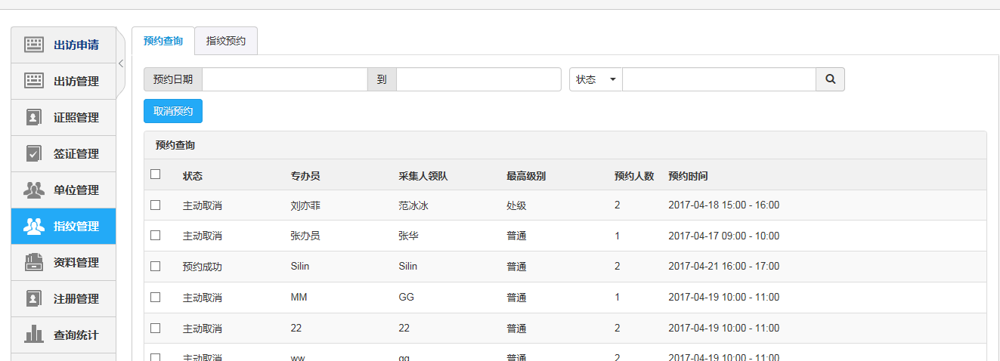 出访申请
出访管理
证照管理
签证管理
单位管理
指纹管理
资料管理
注册管理
查询统计
预约查询 指纹预约
预约日期 到 状态
取消预约
预约查询
状态 专办员 采集人领队 最高级别 预约人数 预约时间
主动取消 刘亦菲 范冰冰 处级 2 2017-04-18 15:00 - 16:00
主动取消 张办员 张华 普通 1 2017-04-17 09:00 - 10:00
预约成功 Silin Silin 普通 2 2017-04-21 16:00 - 17:00
主动取消 MM GG 普通 1 2017-04-19 10:00 - 11:00
主动取消 22 22 普通 2 2017-04-19 10:00 - 11:00
主动取消 ww qq 普通 2 2017-04-19 10:00 - 11:00